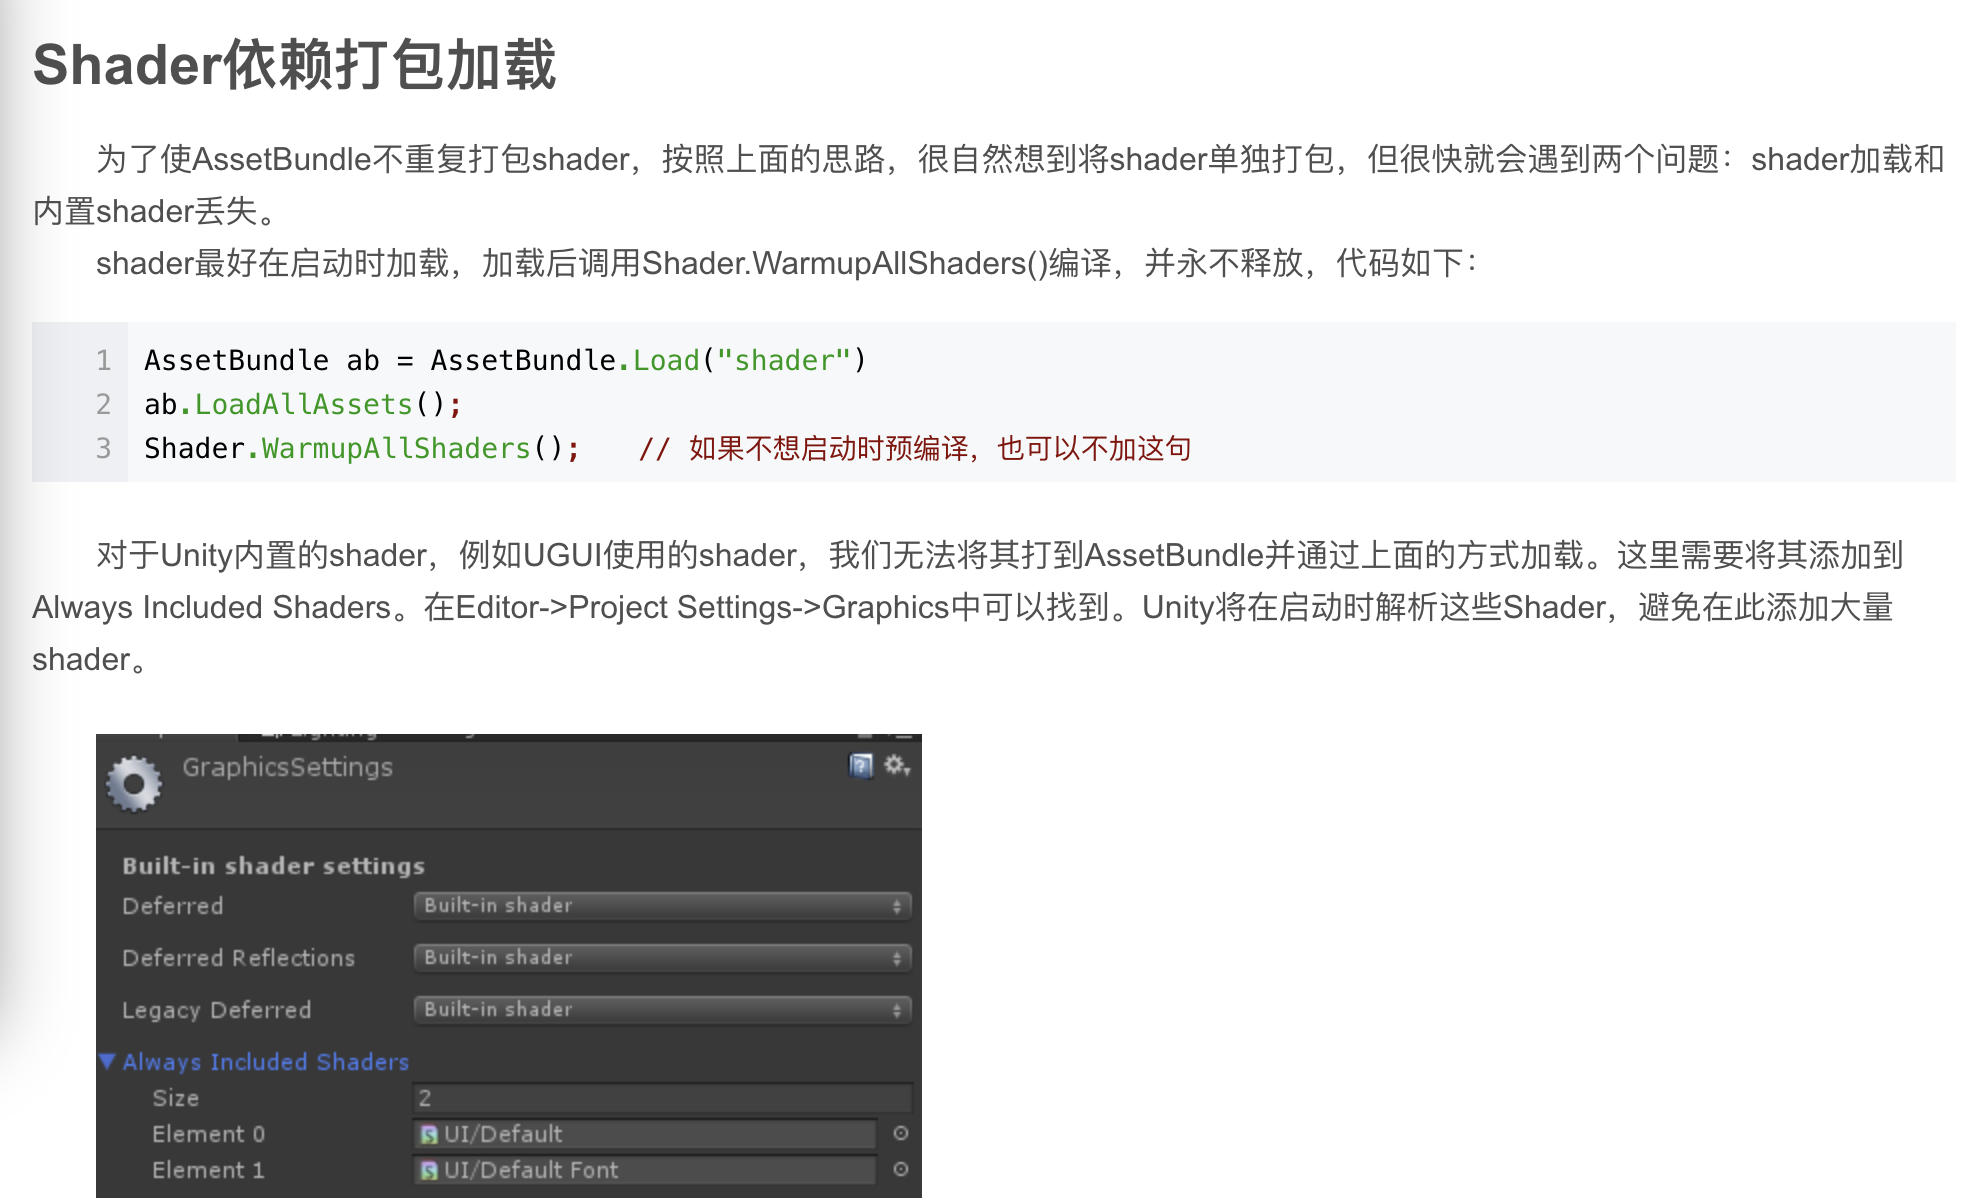 Shader依赖打包加载
为了使AssetBundle不重复打包shader，按照上面的思路，很自然想到将shader单独打包，但很快就会遇到两个问题：shader加载和
内置shader丢失。
shader最好在启动时加载，加载后调用Shader.WarmupAllShaders()编译，并永不释放，代码如下：
1 AssetBundle ab = AssetBundle.Load("shader")
2 ab.LoadAllAssets();
3 Shader.WarmupAllShaders(); // 如果不想启动时预编译，也可以不加这句
对于Unity内置的shader，例如UGUI使用的shader，我们无法将其打到AssetBundle并通过上面的方式加载。这里需要将其添加到
Always Included Shaders。在Editor->Project Settings->Graphics中可以找到。Unity将在启动时解析这些Shader，避免在此添加大量
shader。
GraphicsSettings
Built-in shader settings
Deferred Built-in shader
Deferred Reflections Built-in shader
Legacy Deferred Built-in shader
Always Included Shaders
Size 2
Element 0 UI/Default
Element 1 UI/Default Font